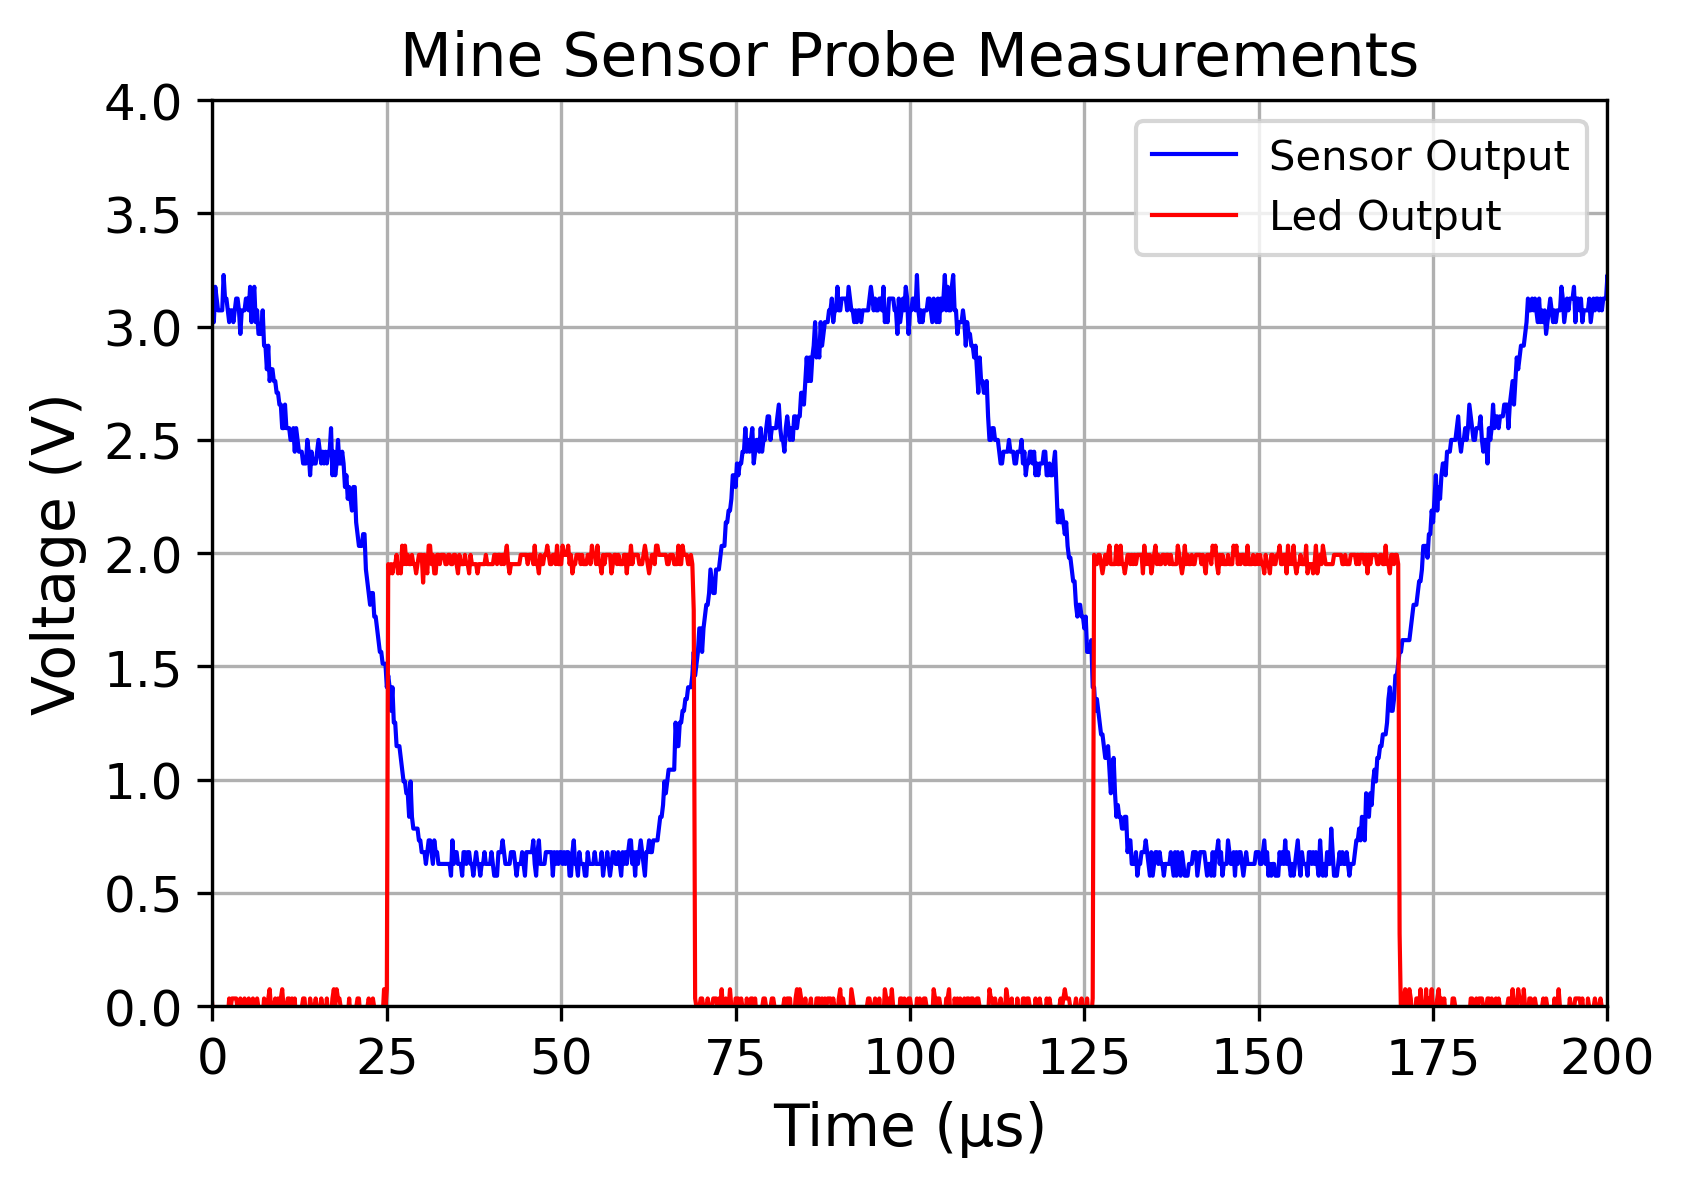 Mine Sensor Probe Measurements
4.0
3.5
3.0
2.5
2.0
1.5
1.0
0.5
0.0
Voltage (V)
Sensor Output
Led Output
0 25 50 75 100 125 150 175 200
Time (µs)